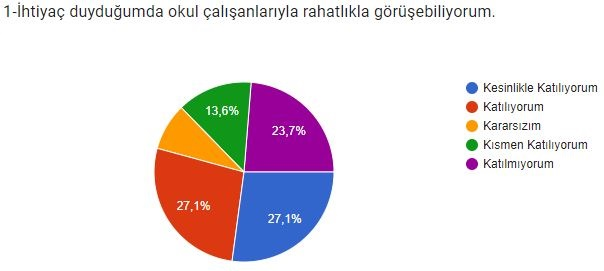 1-İhtiyaç duyduğumda okul çalışanlarıyla rahatlıkla görüşebiliyorum.
13,6%
23,7%
27,1%
27,1%
Kesinlikle Katılıyorum
Katılıyorum
Kararsızım
Kısmen Katılıyorum
Katılmıyorum